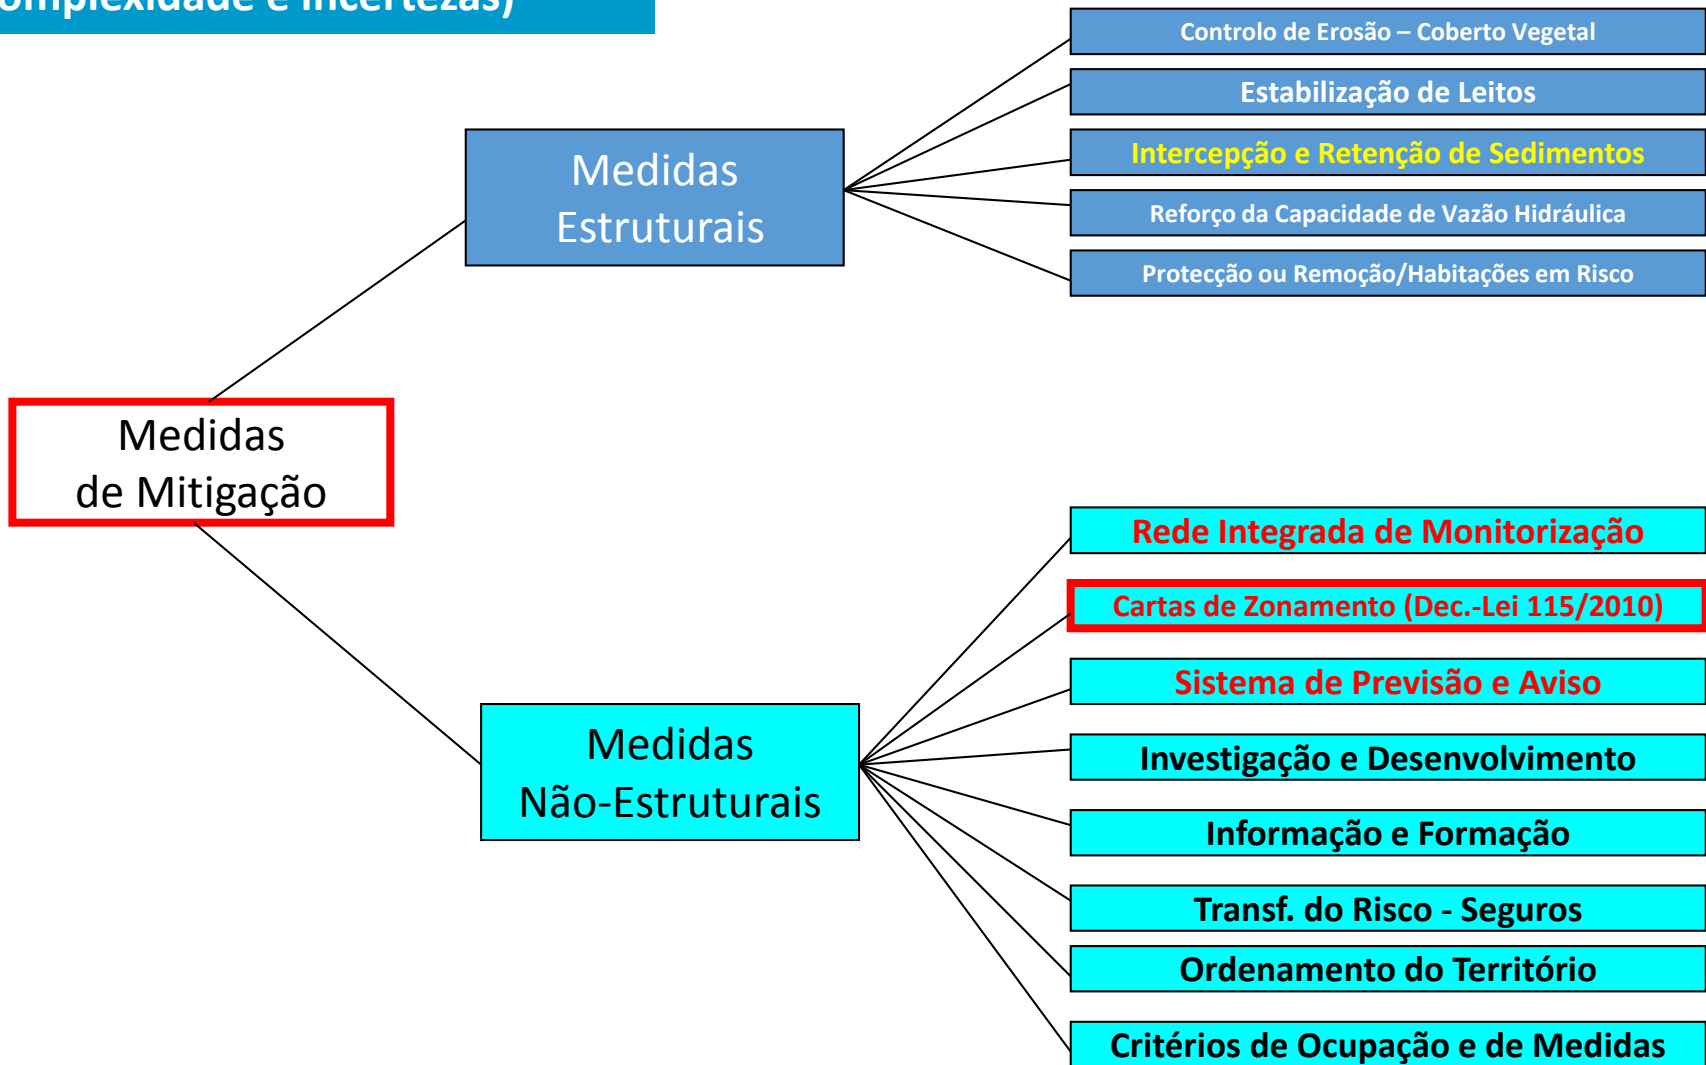 omplexidade e incertezas)
Controlo de Erosão – Coberto Vegetal
Estabilização de Leitos
Intercepção e Retenção de Sedimentos
Reforço da Capacidade de Vazão Hidráulica
Protecção ou Remoção/Habitações em Risco
Medidas
Estruturais
Medidas
de Mitigação
Medidas
Não-Estruturais
Rede Integrada de Monitorização
Cartas de Zonamento (Dec.-Lei 115/2010)
Sistema de Previsão e Aviso
Investigação e Desenvolvimento
Informação e Formação
Transf. do Risco - Seguros
Ordenamento do Território
Critérios de Ocupação e de Medidas